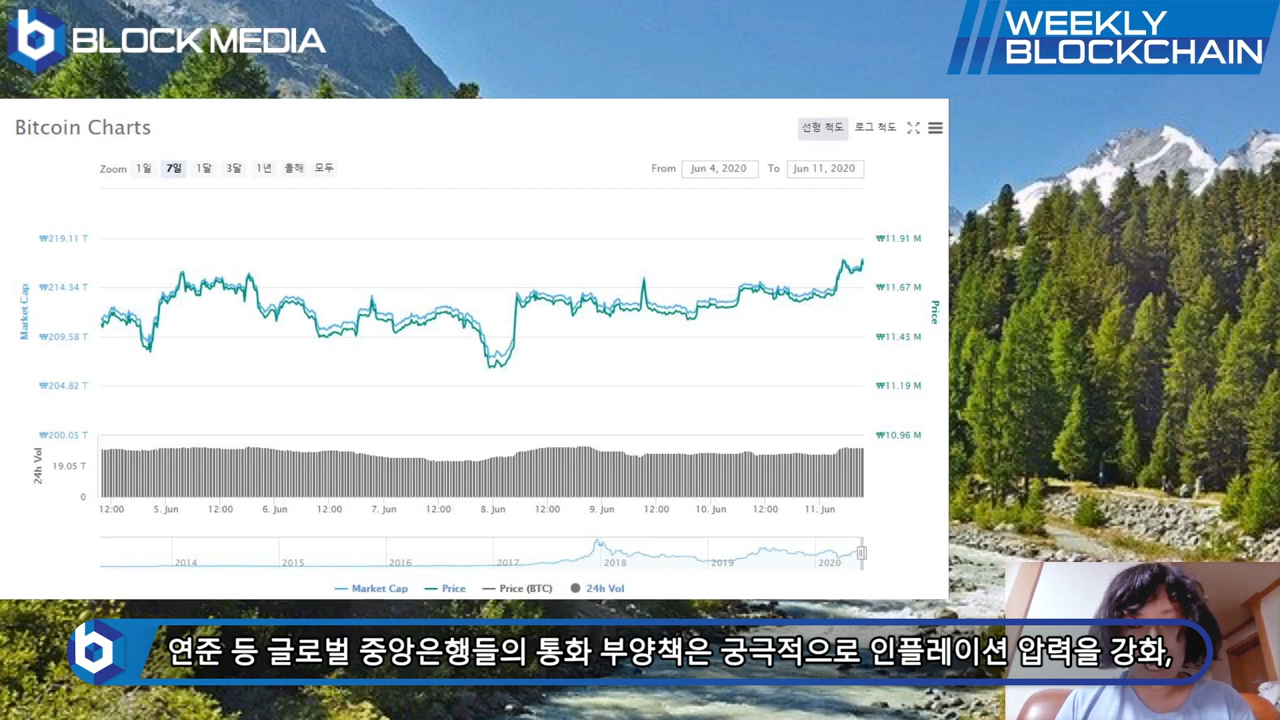 BLOCK MEDIA
WEEKLY
BLOCKCHAIN
Bitcoin Charts
선형 척도 로그 척도
Zoom 1일 7일 1달 3달 1년 올해 모두
From Jun 4, 2020 To Jun 11, 2020
₩219.11 T ₩11.91 M
₩214.34 T ₩11.67 M
Market Cap
Price
₩209.58 T ₩11.43 M
₩204.82 T ₩11.19 M
₩200.05 T ₩10.96 M
24h Vol
19.05 T
0
12:00 5. Jun 12:00 6. Jun 12:00 7. Jun 12:00 8. Jun 12:00 9. Jun 12:00 10. Jun 12:00 11. Jun
2014 2015 2016 2017 2018 2019 2020
Market Cap Price Price (BTC) 24h Vol
연준 등 글로벌 중앙은행들의 통화 부양책은 궁극적으로 인플레이션 압력을 강화,